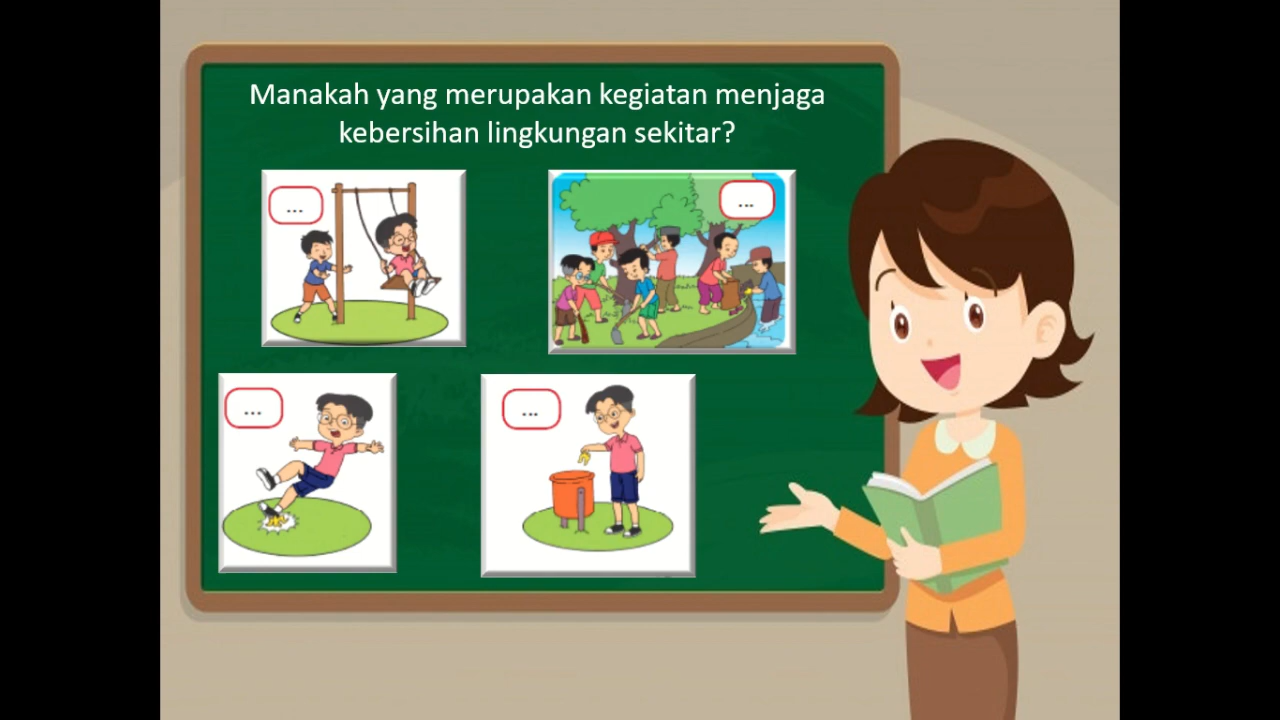 Manakah yang merupakan kegiatan menjaga
kebersihan lingkungan sekitar?
...
...
...
...